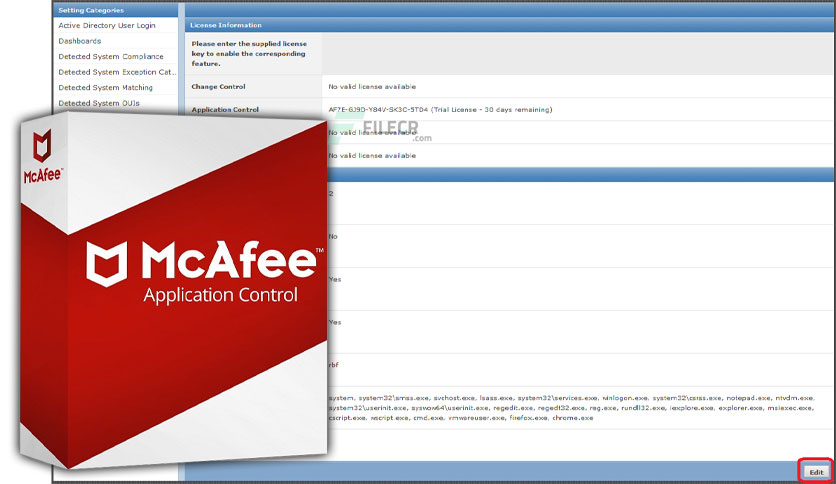 Setting Categories
Active Directory User Login
Dashboards
Detected System Compliance
Detected System Exception Cat...
Detected System Matching
Detected System OUIs
License Information
Please enter the supplied license
key to enable the corresponding
feature.
Change Control
No valid license available
Application Control
AF7E-GJ9D-Y84V-SK3C-5TD4 (Trial License - 30 days remaining)
No valid license available
FILECR
.com
No valid license available
2
No
Yes
Yes
rbf
system, system32\smss.exe, svchost.exe, lsass.exe, system32\services.exe, winlogon.exe, system32\csrss.exe, notepad.exe, ntvdm.exe,
system32\userinit.exe, syswow64\userinit.exe, regedit.exe, regedt32.exe, reg.exe, rundll32.exe, iexplore.exe, explorer.exe, msiexec.exe,
cscript.exe, wscript.exe, cmd.exe, vmwareuser.exe, firefox.exe, chrome.exe
Edit
McAfee™
McAfee™
Application Control